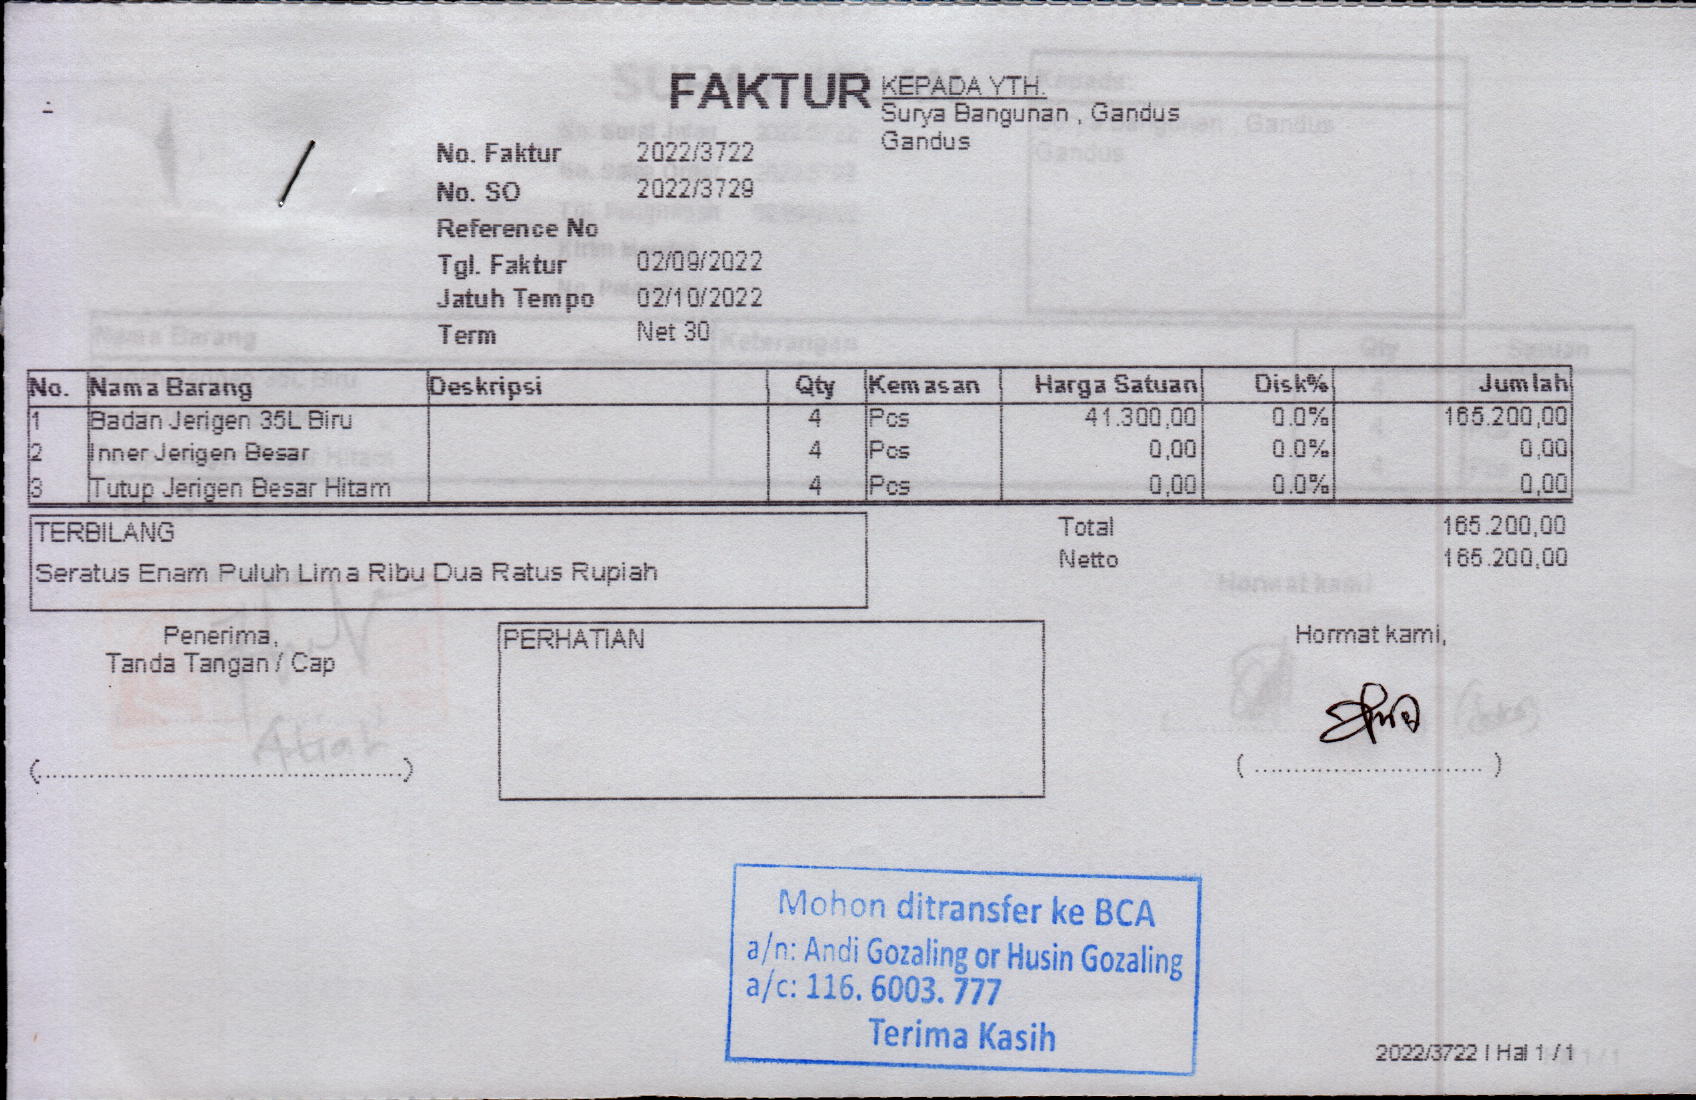 FAKTUR
KEPADA YTH.
Surya Bangunan , Gandus
Gandus
No. Faktur 2022/3722
No. SO 2022/3729
Reference No
Tgl. Faktur 02/09/2022
Jatuh Tempo 02/10/2022
Term Net 30
No. Nama Barang Deskripsi Qty Kemasan Harga Satuan Disk% Jumlah
1 Badan Jerigen 35L Biru 4 Pcs 41.300,00 0.0% 165.200,00
2 Inner Jerigen Besar 4 Pcs 0,00 0.0% 0,00
3 Tutup Jerigen Besar Hitam 4 Pcs 0,00 0.0% 0,00
TERBILANG
Seratus Enam Puluh Lima Ribu Dua Ratus Rupiah
Total 165.200,00
Netto 165.200,00
Penerima,
Tanda Tangan / Cap
PERHATIAN
Hormat kami,
Mohon ditransfer ke BCA
a/n: Andi Gozaling or Husin Gozaling
a/c: 116. 6003. 777
Terima Kasih
2022/3722 | Hal 1 / 1